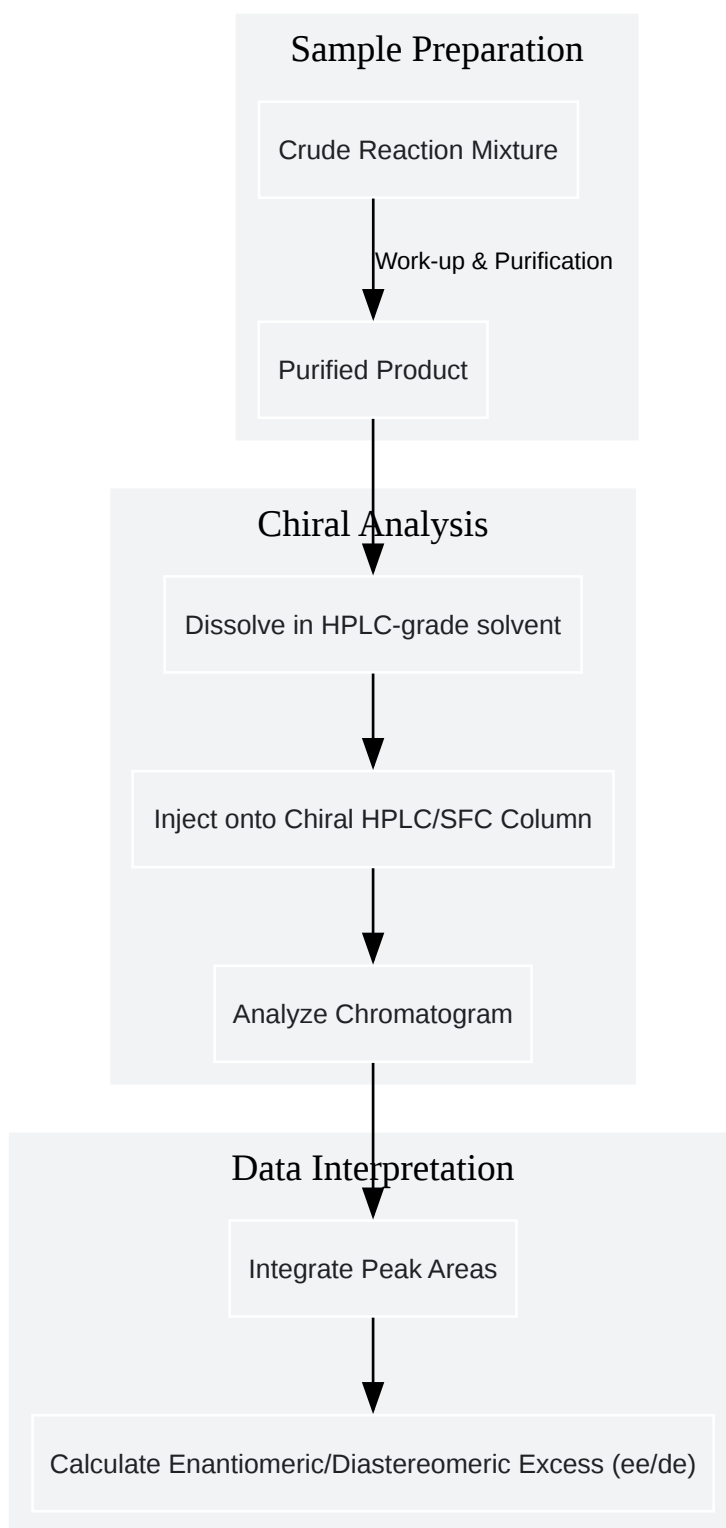 Sample Preparation
Crude Reaction Mixture
Work-up & Purification
Purified Product
Chiral Analysis
Dissolve in HPLC-grade solvent
Inject onto Chiral HPLC/SFC Column
Analyze Chromatogram
Data Interpretation
Integrate Peak Areas
Calculate Enantiomeric/Diastereomeric Excess (ee/de)